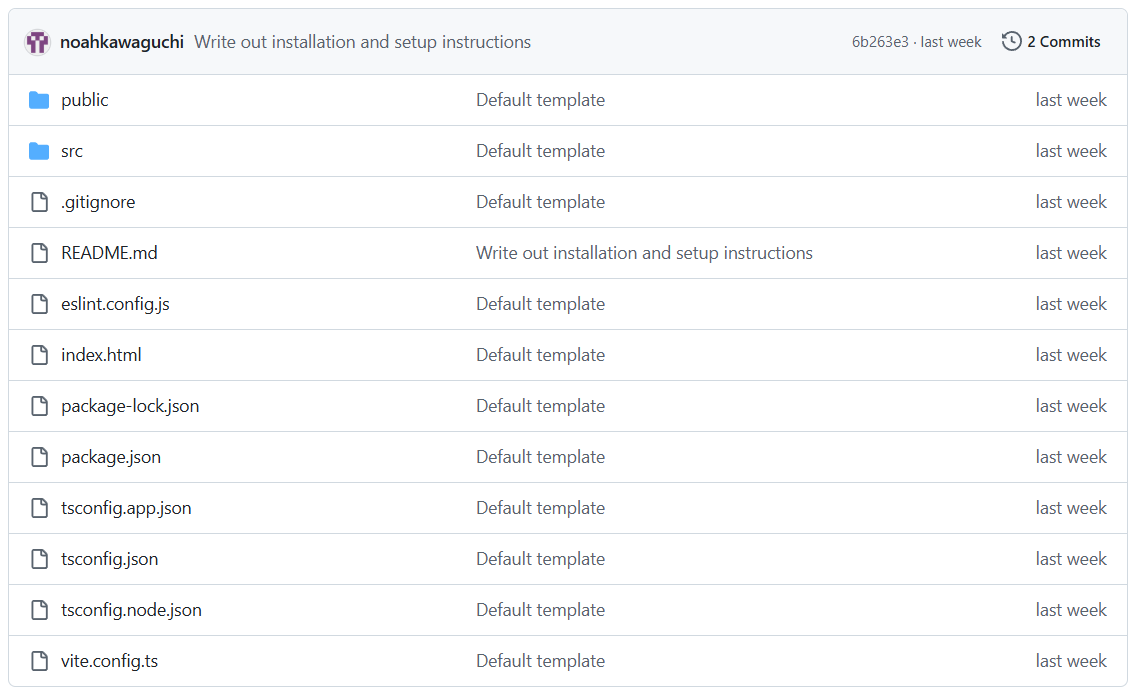 noahkawaguchi Write out installation and setup instructions 6b263e3 · last week 2 Commits
public Default template last week
src Default template last week
.gitignore Default template last week
README.md Write out installation and setup instructions last week
eslint.config.js Default template last week
index.html Default template last week
package-lock.json Default template last week
package.json Default template last week
tsconfig.app.json Default template last week
tsconfig.json Default template last week
tsconfig.node.json Default template last week
vite.config.ts Default template last week